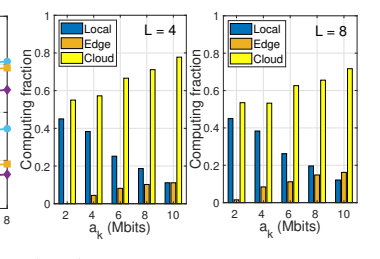 1
0.8
0.6
0.4
0.2
0
Computing fraction
Local
Edge
Cloud
L = 4
2 4 6 8 10
a_k (Mbits)
1
0.8
0.6
0.4
0.2
0
Computing fraction
Local
Edge
Cloud
L = 8
2 4 6 8 10
a_k (Mbits)
8